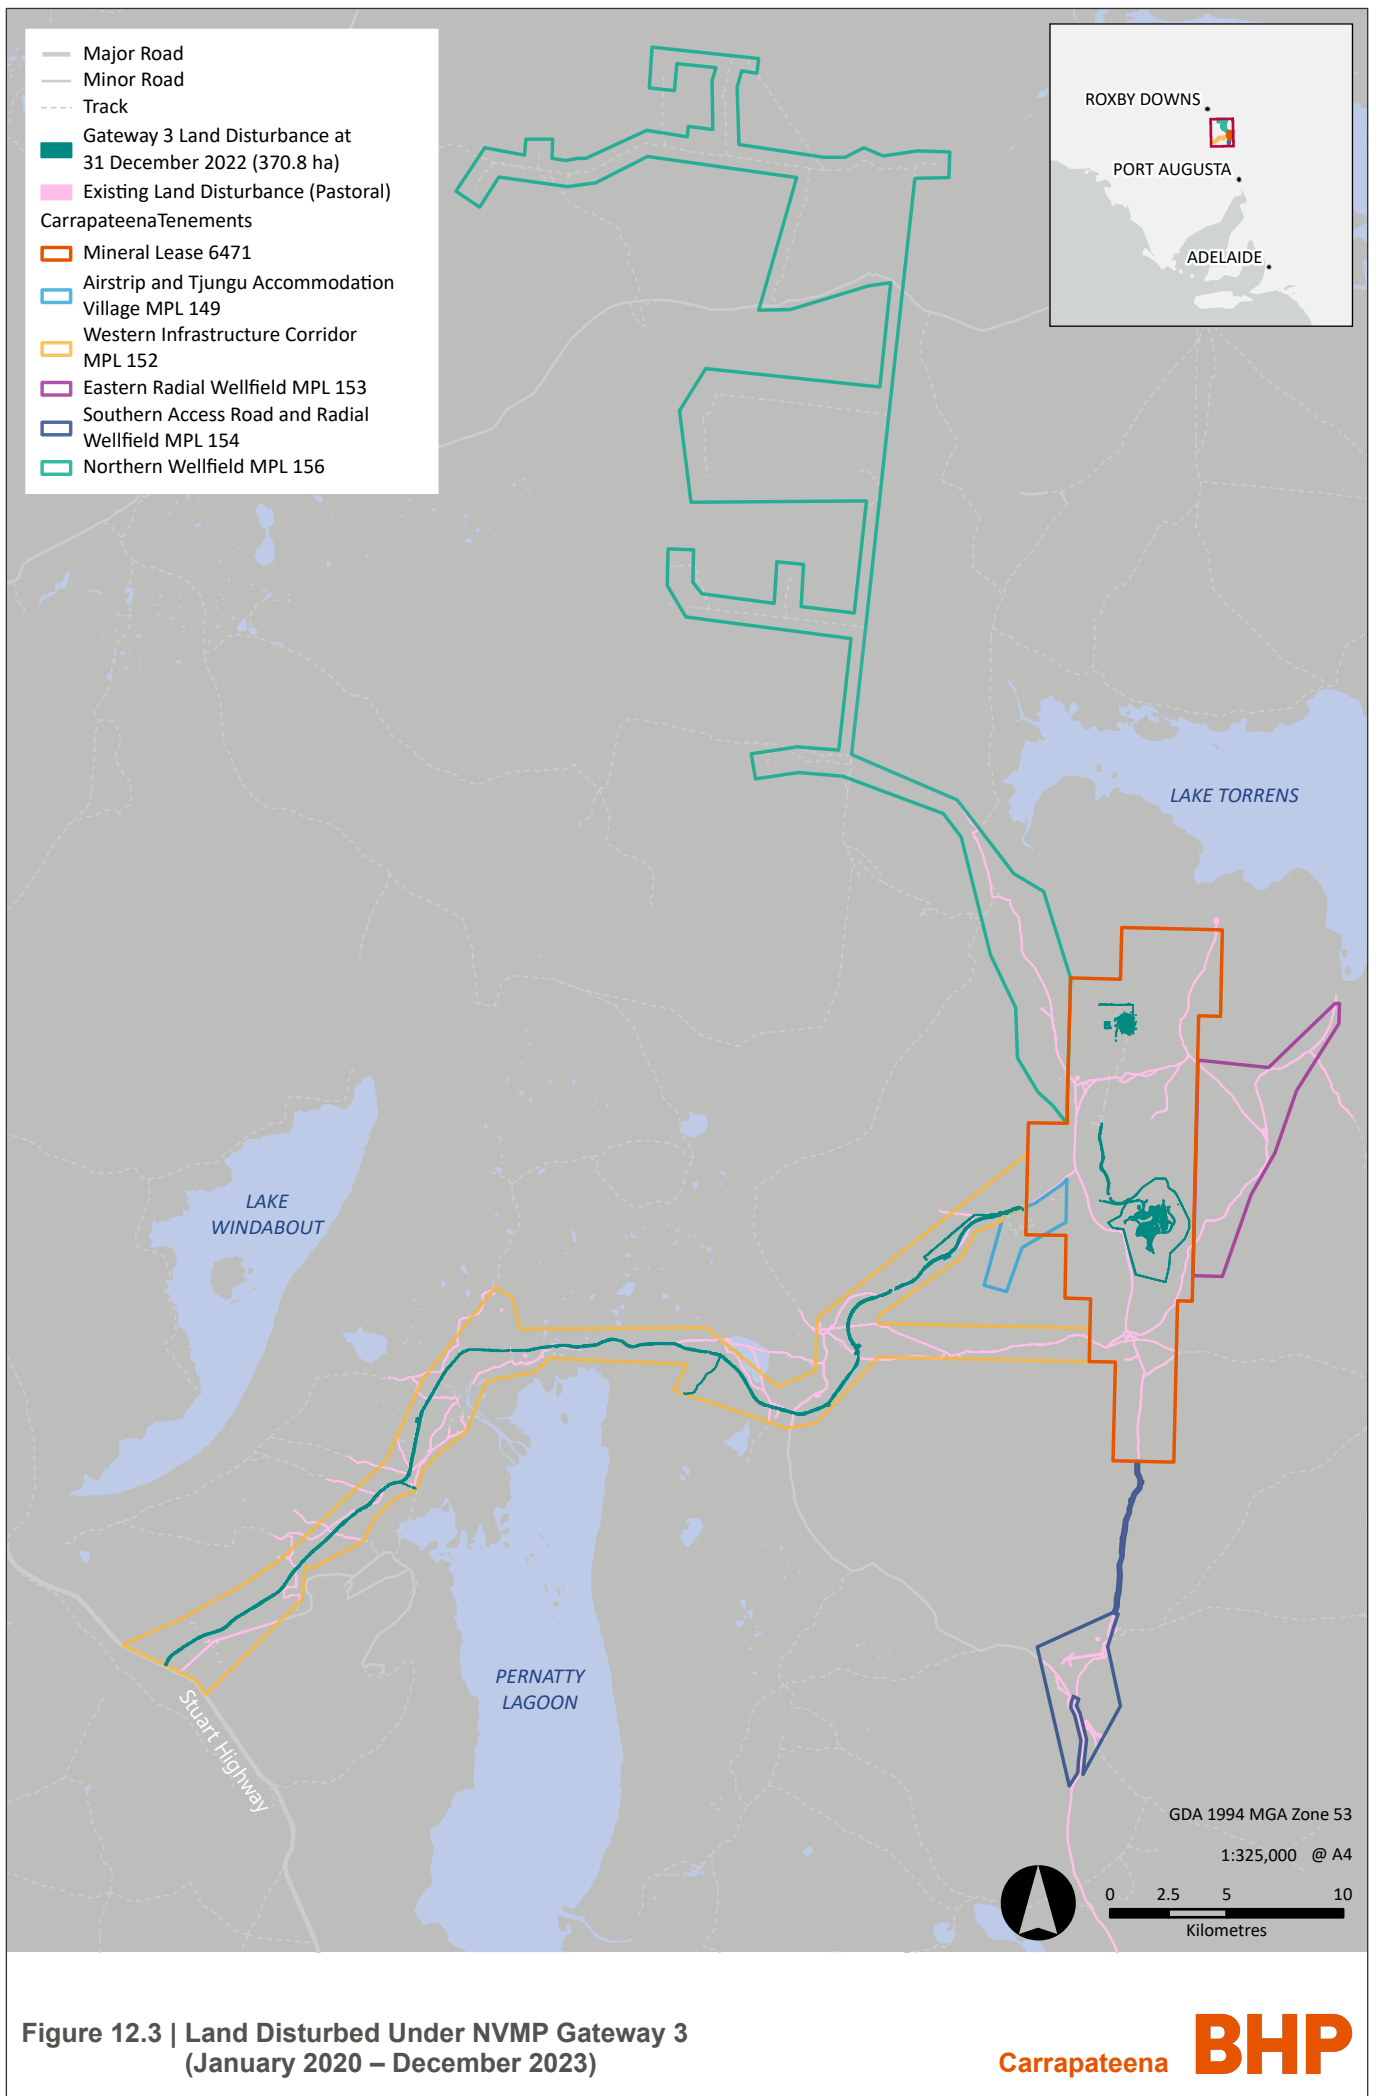 Major Road
Minor Road
Track
Gateway 3 Land Disturbance at
31 December 2022 (370.8 ha)
Existing Land Disturbance (Pastoral)
CarrapateenaTenements
Mineral Lease 6471
Airstrip and Tjungu Accommodation
Village MPL 149
Western Infrastructure Corridor
MPL 152
Eastern Radial Wellfield MPL 153
Southern Access Road and Radial
Wellfield MPL 154
Northern Wellfield MPL 156
ROXBY DOWNS
PORT AUGUSTA
ADELAIDE
LAKE TORRENS
LAKE
WINDABOUT
PERNATTY
LAGOON
Stuart Highway
GDA 1994 MGA Zone 53
1:325,000 @ A4
0 2.5 5 10
Kilometres
Figure 12.3 | Land Disturbed Under NVMP Gateway 3
(January 2020 – December 2023)
Carrapateena BHP